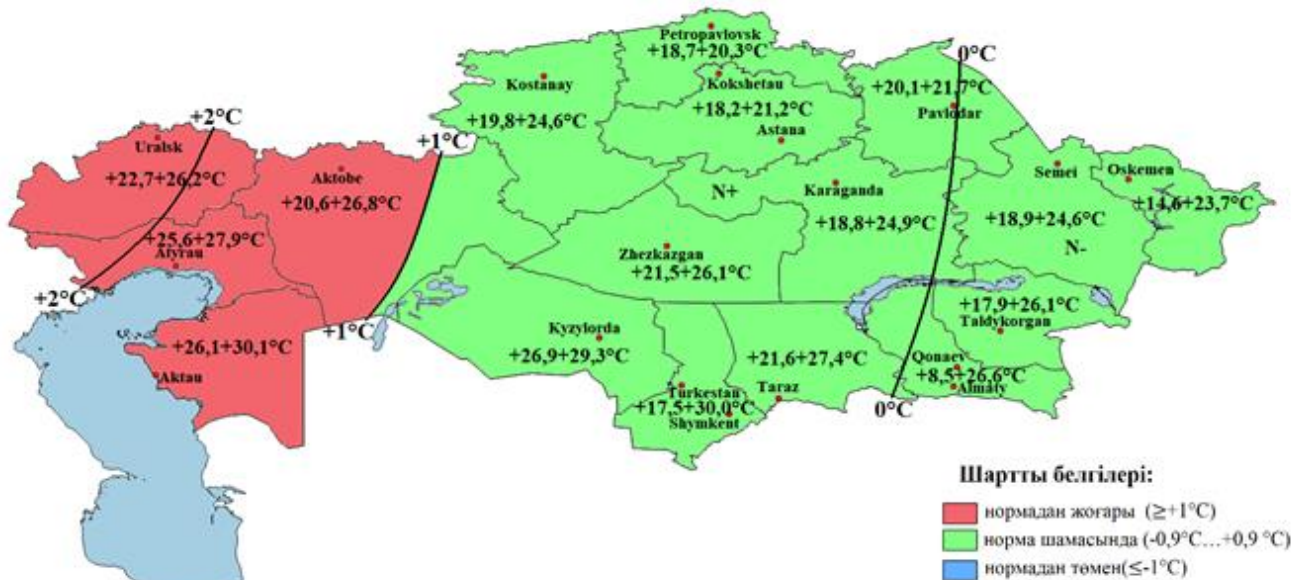 Petropavlovsk
+18,7+20,3°C
0°C
Kostanay
Kokshetau
+20,1+21,7°C
+18,2+21,2°C
Pavlodar
+2°C
+19,8+24,6°C
Astana
Uralsk
+1°C
Aktobe
Semei
Oskemen
+22,7+26,2°C
N+
Karaganda
+20,6+26,8°C
+14,6+23,7°C
+18,8+24,9°C
+18,9+24,6°C
+25,6+27,9°C
Atyrau
Zhezkazgan
N-
+21,5+26,1°C
+2°C
+17,9+26,1°C
+1°C
Kyzylorda
Taldykorgan
+26,1+30,1°C
+26,9+29,3°C
+21,6+27,4°C
Qonaev
Aktau
+8,5+26,6°C
Turkestan
Taraz
Almaty
+17,5+30,0°C
0°C
Shymkent
Шартты белгілері:
нормадан жоғары (≥+1°C)
норма шамасында (-0,9°C…+0,9 °C)
нормадан төмен(≤-1°C)